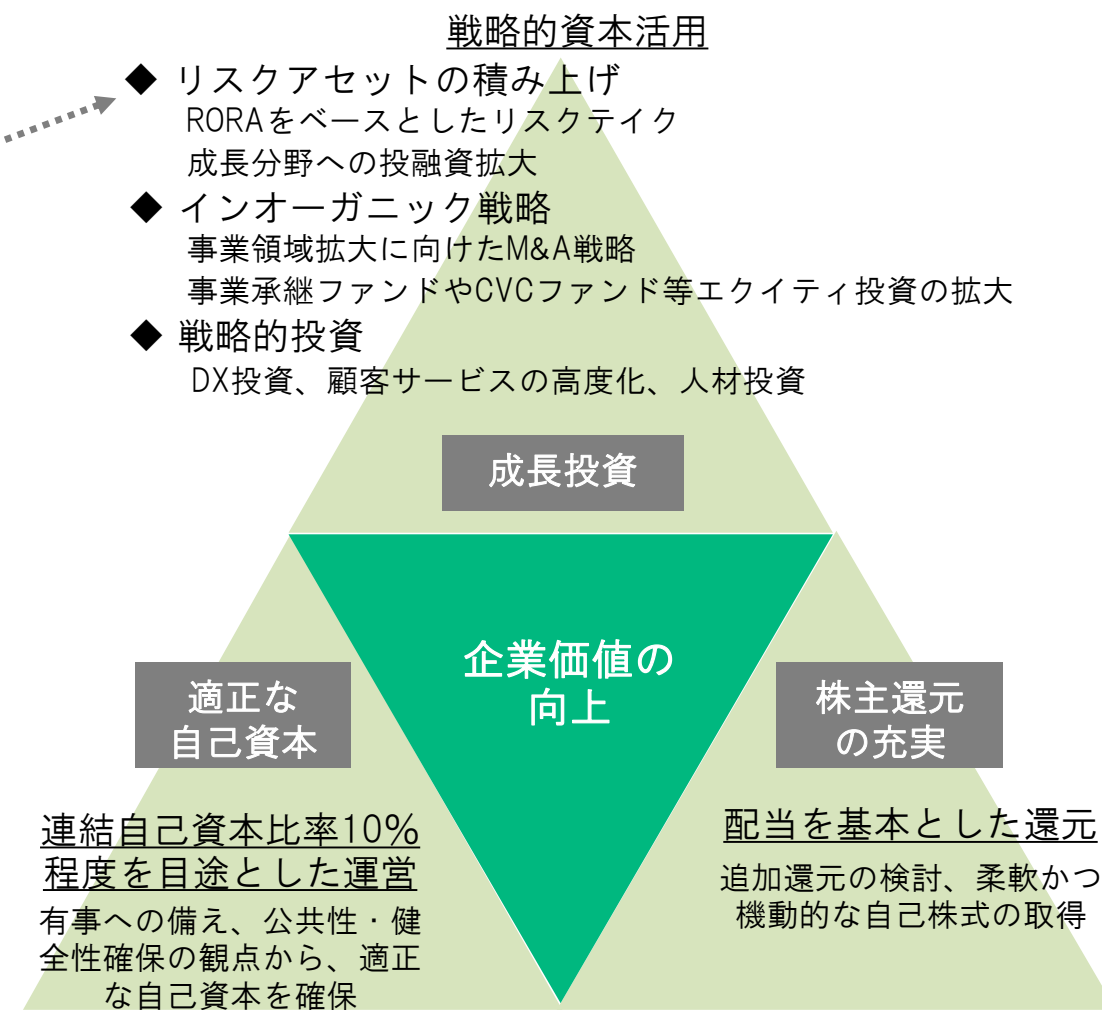 戦略的資本活用
◆ リスクアセットの積み上げ
RORAをベースとしたリスクテイク
成長分野への投融資拡大
◆ インオーガニック戦略
事業領域拡大に向けたM&A戦略
事業承継ファンドやCVCファンド等エクイティ投資の拡大
◆ 戦略的投資
DX投資、顧客サービスの高度化、人材投資
成長投資
企業価値の
向上
適正な
自己資本
連結自己資本比率10%
程度を目途とした運営
有事への備え、公共性・健
全性確保の観点から、適正
な自己資本を確保
株主還元
の充実
配当を基本とした還元
追加還元の検討、柔軟かつ
機動的な自己株式の取得